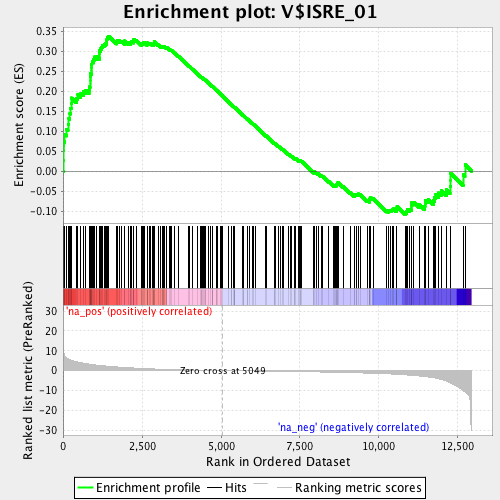 Enrichment plot: V$ISRE_01
Enrichment score (ES)
0.35
0.30
0.25
0.20
0.15
0.10
0.05
0.00
-0.05
-0.10
'na_pos' (positively correlated)
Ranked list metric (PreRanked)
30
20
10
0
-10
-20
-30
Zero cross at 5049
'na_neg' (negatively correlated)
0
2,500
5,000
7,500
10,000
12,500
Rank in Ordered Dataset
Enrichment profile
Hits
Ranking metric scores